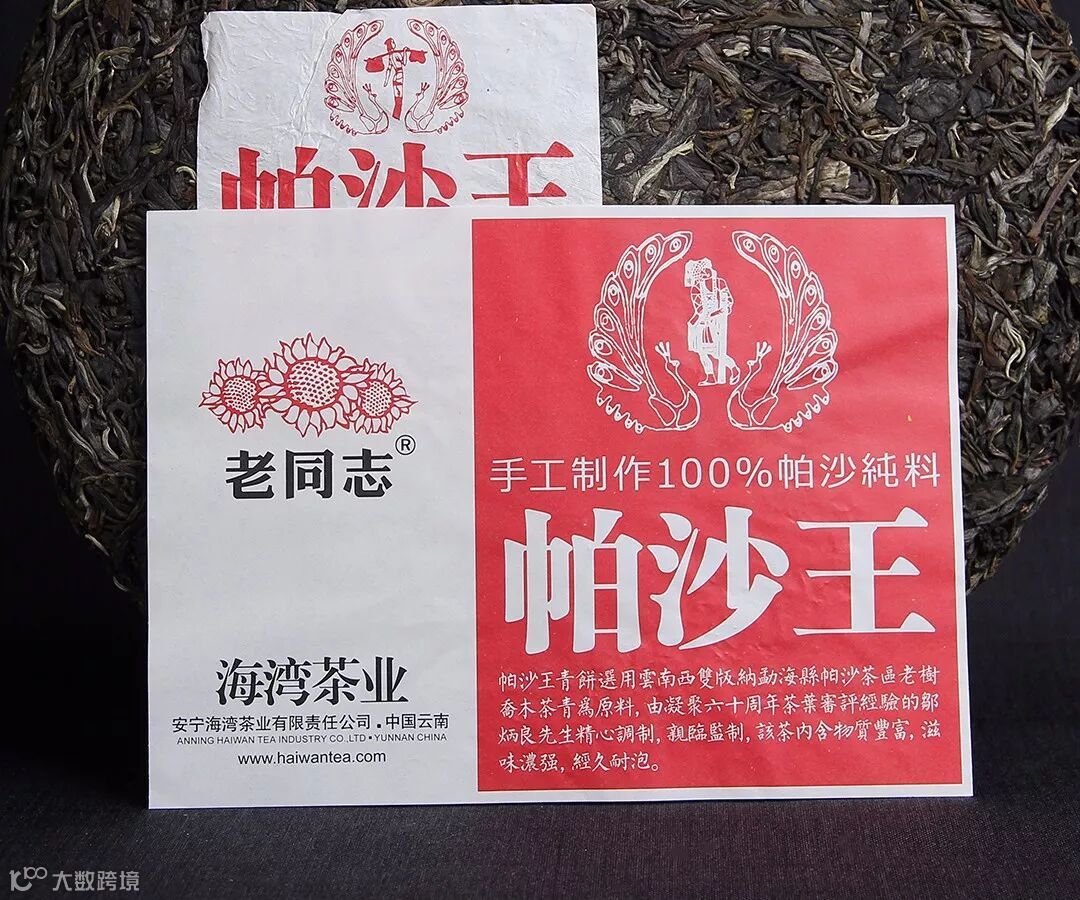 帕沙王
老同志®
海湾茶业
安宁海湾茶业有限责任公司·中国云南
ANNING HAIWAN TEA INDUSTRY CO.,LTD·YUNNAN CHINA
www.haiwantea.com
手工制作100%帕沙純料
帕沙王
帕沙王青餅選用雲南西雙版納勐海縣帕沙茶區老樹
喬木茶青爲原料,由凝聚六十周年茶葉審評經驗的鄒
炳良先生精心調制,親臨監制,該茶内含物質豐富,滋
味濃强,經久耐泡。
大数跨境